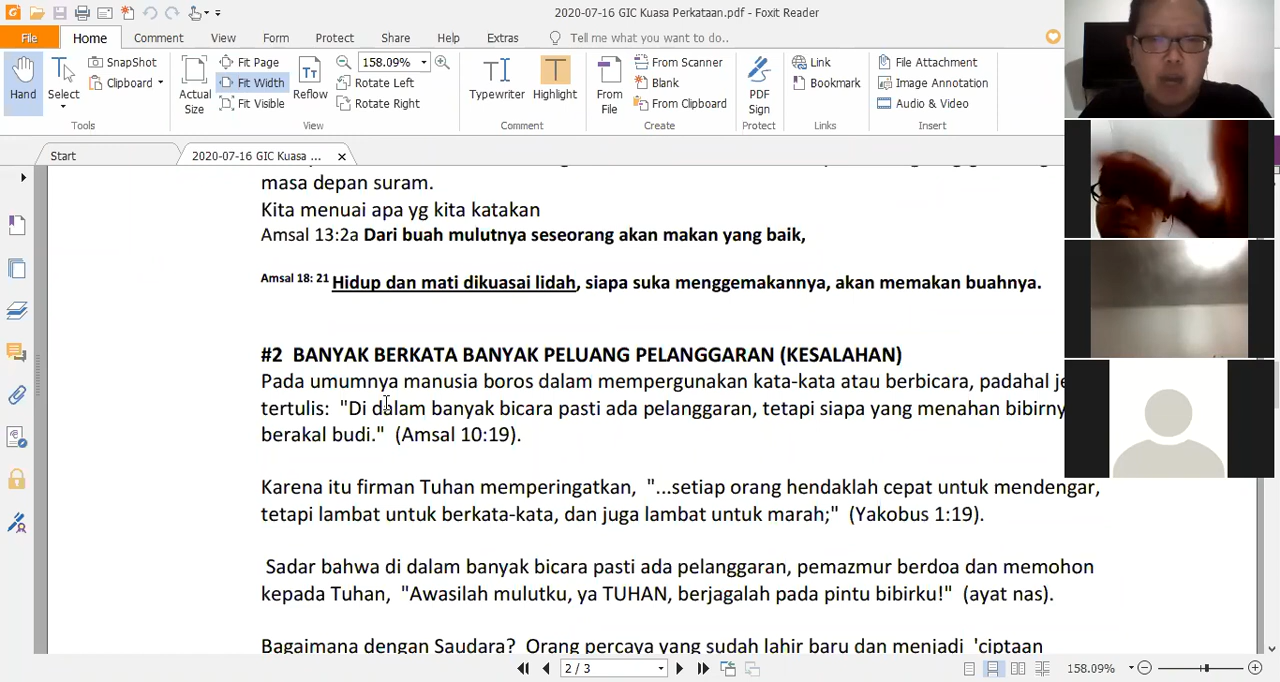 2020-07-16 GIC Kuasa Perkataan.pdf - Foxit Reader
File Home Comment View Form Protect Share Help Extras Tell me what you want to do..
Hand
Select
SnapShot
Clipboard
Tools
Actual Size
Fit Page
Fit Width
Fit Visible
Reflow
158.09%
Rotate Left
Rotate Right
View
Typewriter
Highlight
Comment
From File
From Scanner
Blank
From Clipboard
Create
PDF Sign
Protect
Link
Bookmark
Links
File Attachment
Image Annotation
Audio & Video
Insert
Start
2020-07-16 GIC Kuasa ...
masa depan suram.
Kita menuai apa yg kita katakan
Amsal 13:2a Dari buah mulutnya seseorang akan makan yang baik,
Amsal 18: 21 Hidup dan mati dikuasai lidah, siapa suka menggemakannya, akan memakan buahnya.
#2 BANYAK BERKATA BANYAK PELUANG PELANGGARAN (KESALAHAN)
Pada umumnya manusia boros dalam mempergunakan kata-kata atau berbicara, padahal
tertulis: "Di dalam banyak bicara pasti ada pelanggaran, tetapi siapa yang menahan
berakal budi." (Amsal 10:19).
Karena itu firman Tuhan memperingatkan, "...setiap orang hendaklah cepat untuk mendengar,
tetapi lambat untuk berkata-kata, dan juga lambat untuk marah;" (Yakobus 1:19).
Sadar bahwa di dalam banyak bicara pasti ada pelanggaran, pemazmur berdoa dan memohon
kepada Tuhan, "Awasilah mulutku, ya TUHAN, berjagalah pada pintu bibirku!" (ayat nas).
Bagaimana dengan Saudara? Orang percaya yang sudah lahir baru dan menjadi 'ciptaan
2 / 3
158.09%